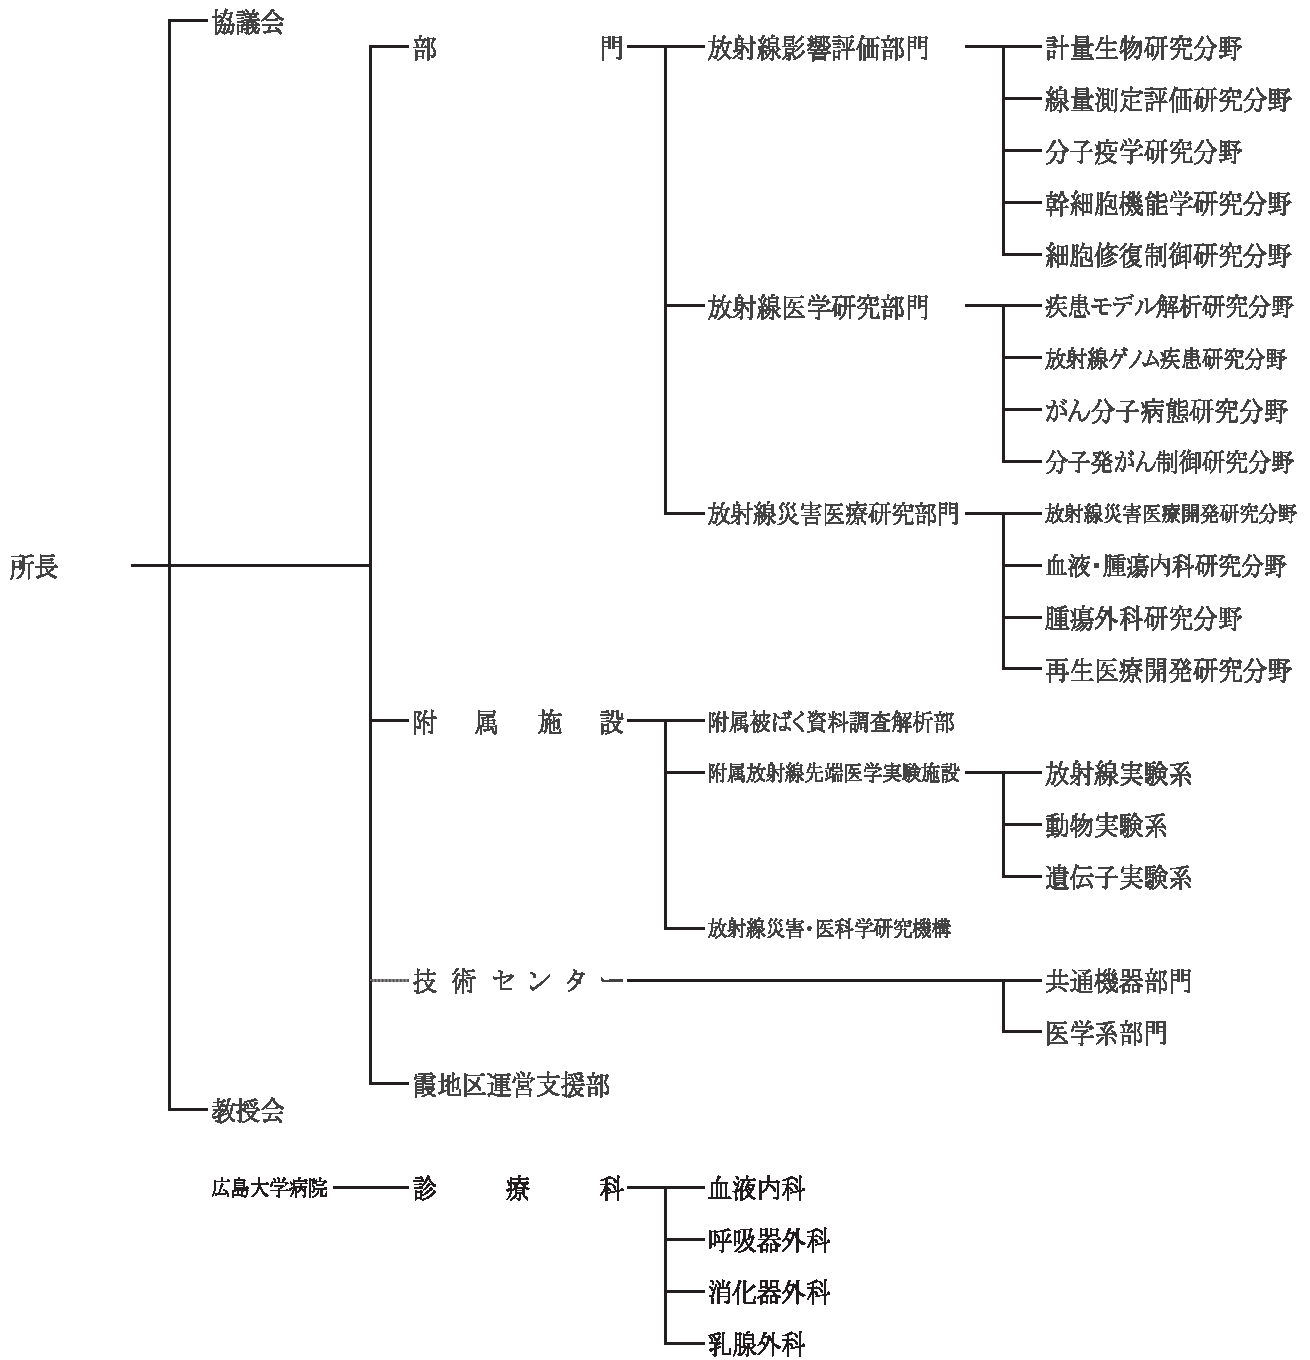 協議会
部門
放射線影響評価部門
計量生物研究分野
線量測定評価研究分野
分子疫学研究分野
幹細胞機能学研究分野
細胞修復制御研究分野
放射線医学研究部門
疾患モデル解析研究分野
放射線ゲノム疾患研究分野
がん分子病態研究分野
分子発がん制御研究分野
放射線災害医療研究部門
放射線災害医療開発研究分野
所長
血液・腫瘍内科研究分野
腫瘍外科研究分野
再生医療開発研究分野
附属施設
附属被ばく資料調査解析部
附属放射線先端医学実験施設
放射線実験系
動物実験系
遺伝子実験系
放射線災害・医科学研究機構
技術センター
共通機器部門
医学系部門
霞地区運営支援部
教授会
広島大学病院
診療科
血液内科
呼吸器外科
消化器外科
乳腺外科